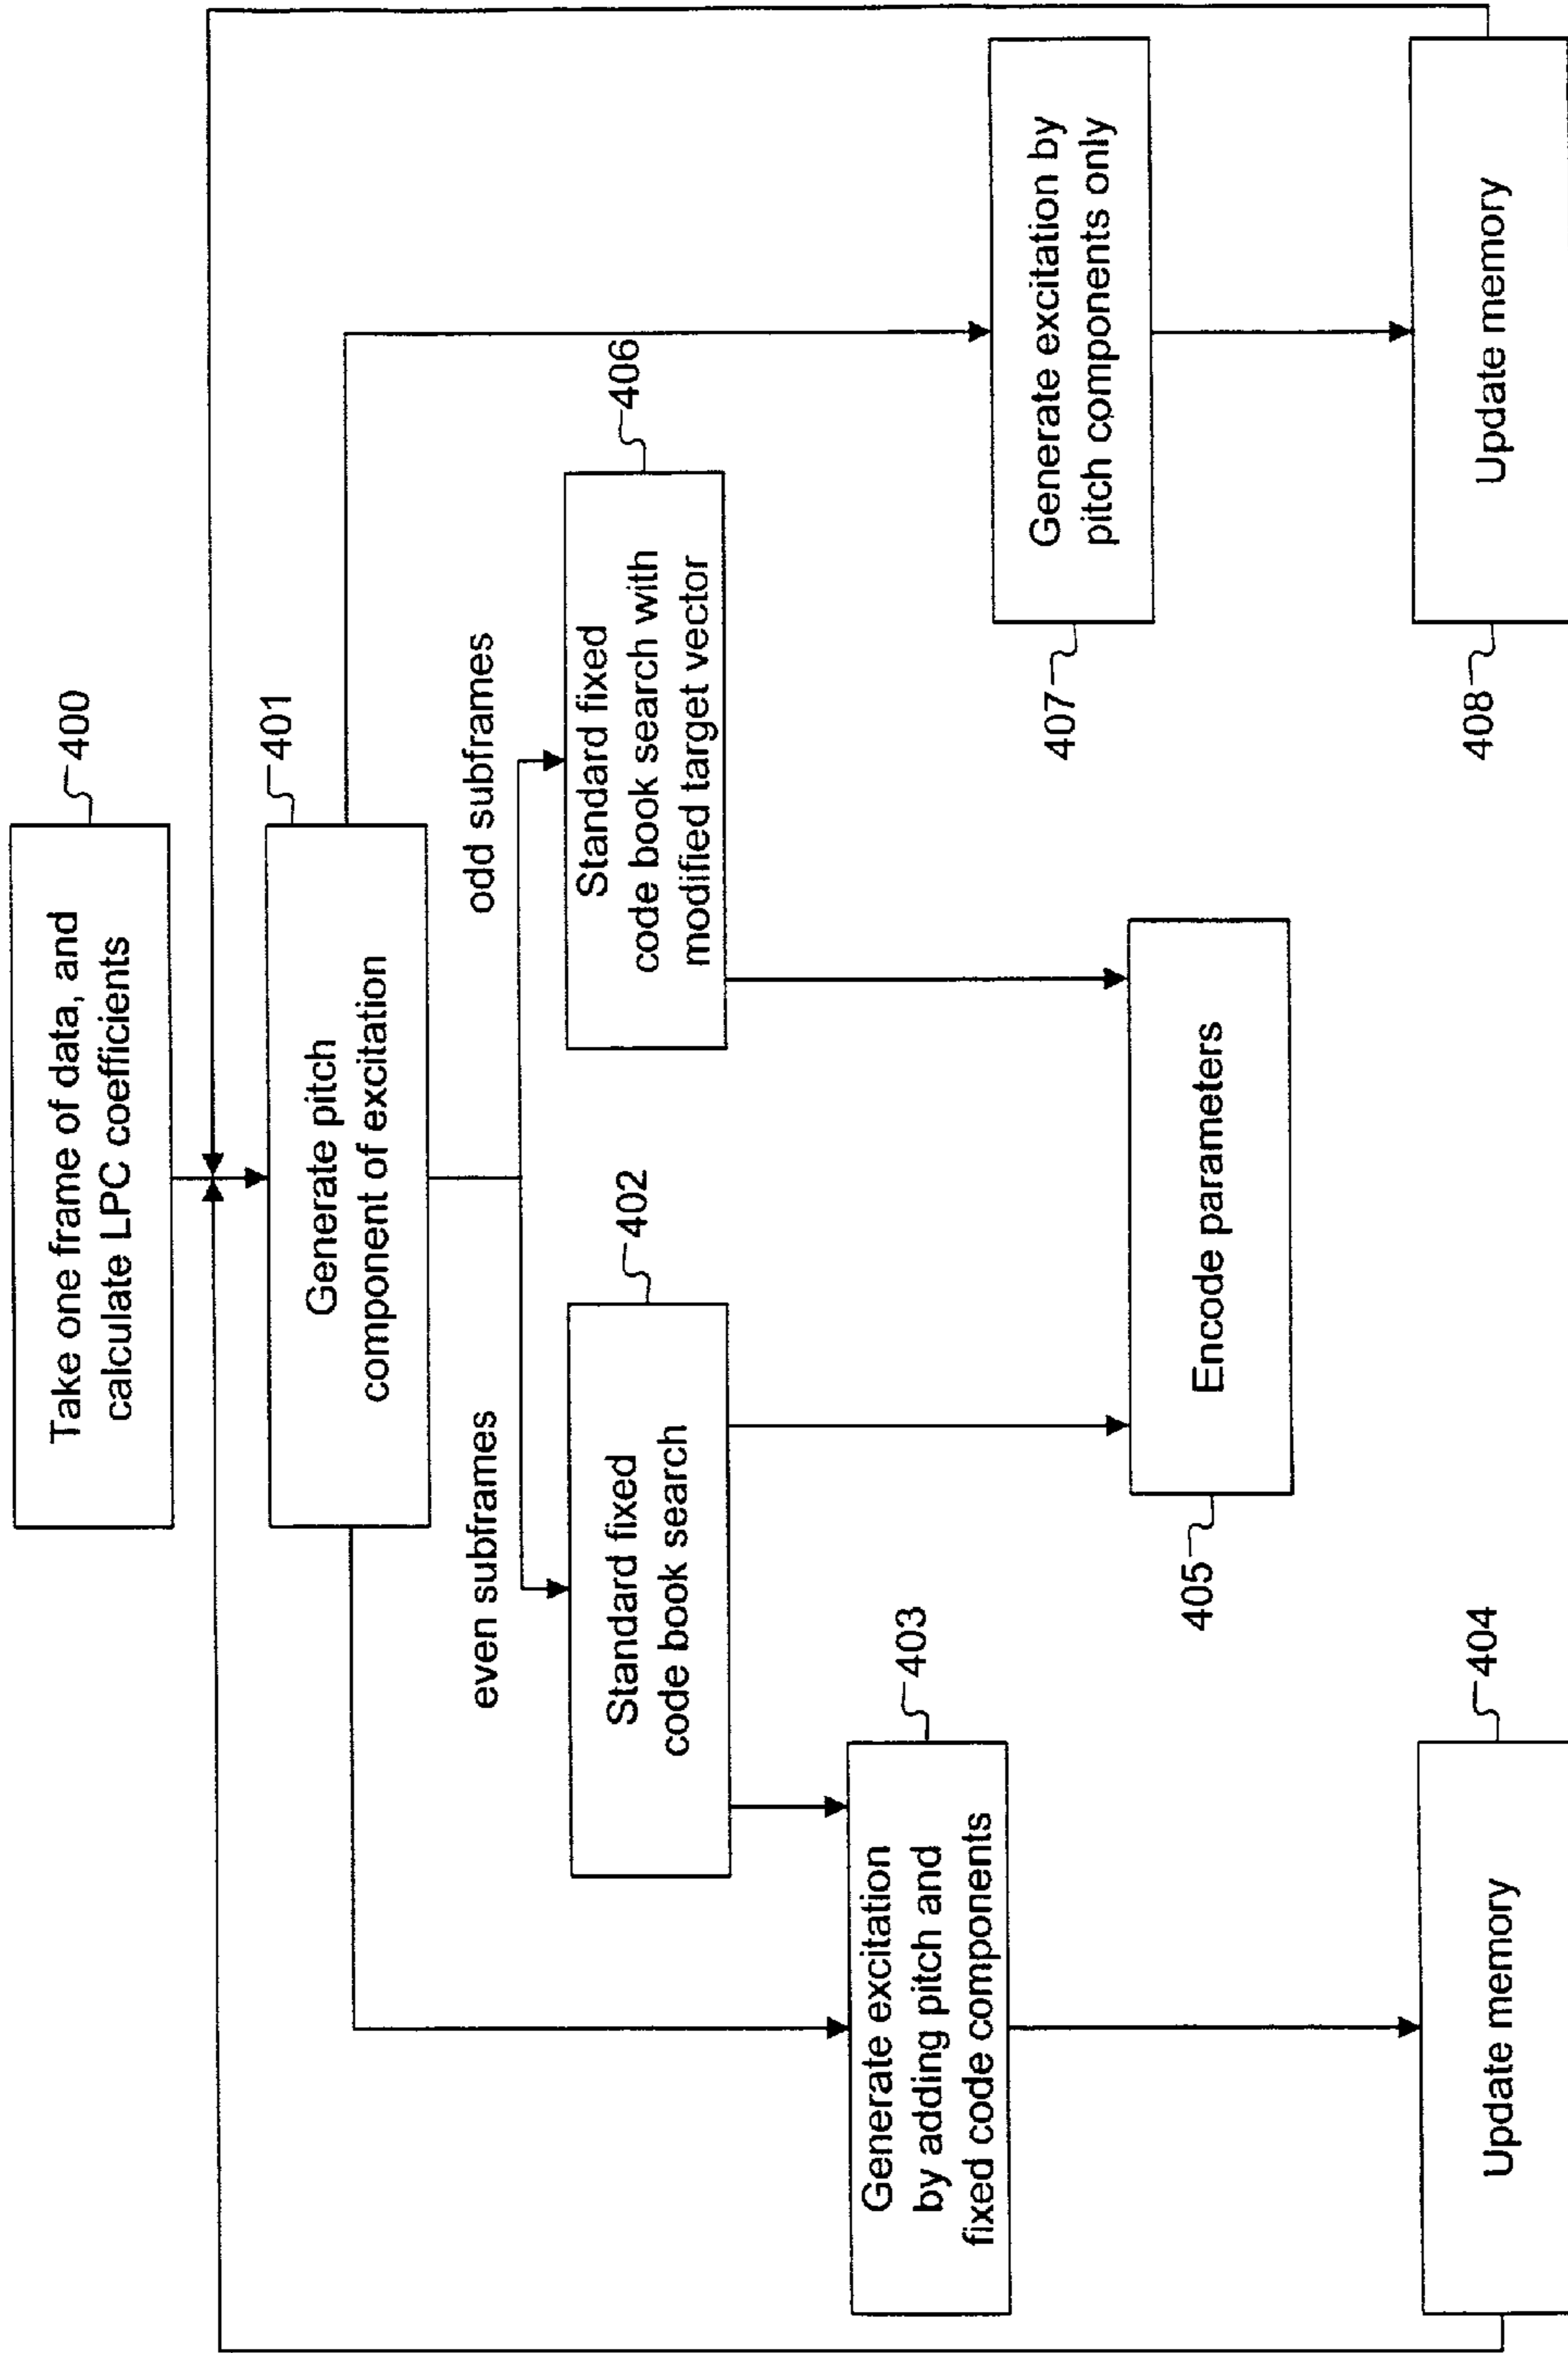 Take one frame of data, and
calculate LPC coefficients
400
Generate pitch
component of excitation
401
even subframes
odd subframes
Standard fixed
code book search
402
Standard fixed
code book search with
modified target vector
406
Generate excitation
by adding pitch and
fixed code components
403
Encode parameters
405
Generate excitation by
pitch components only
407
Update memory
404
Update memory
408